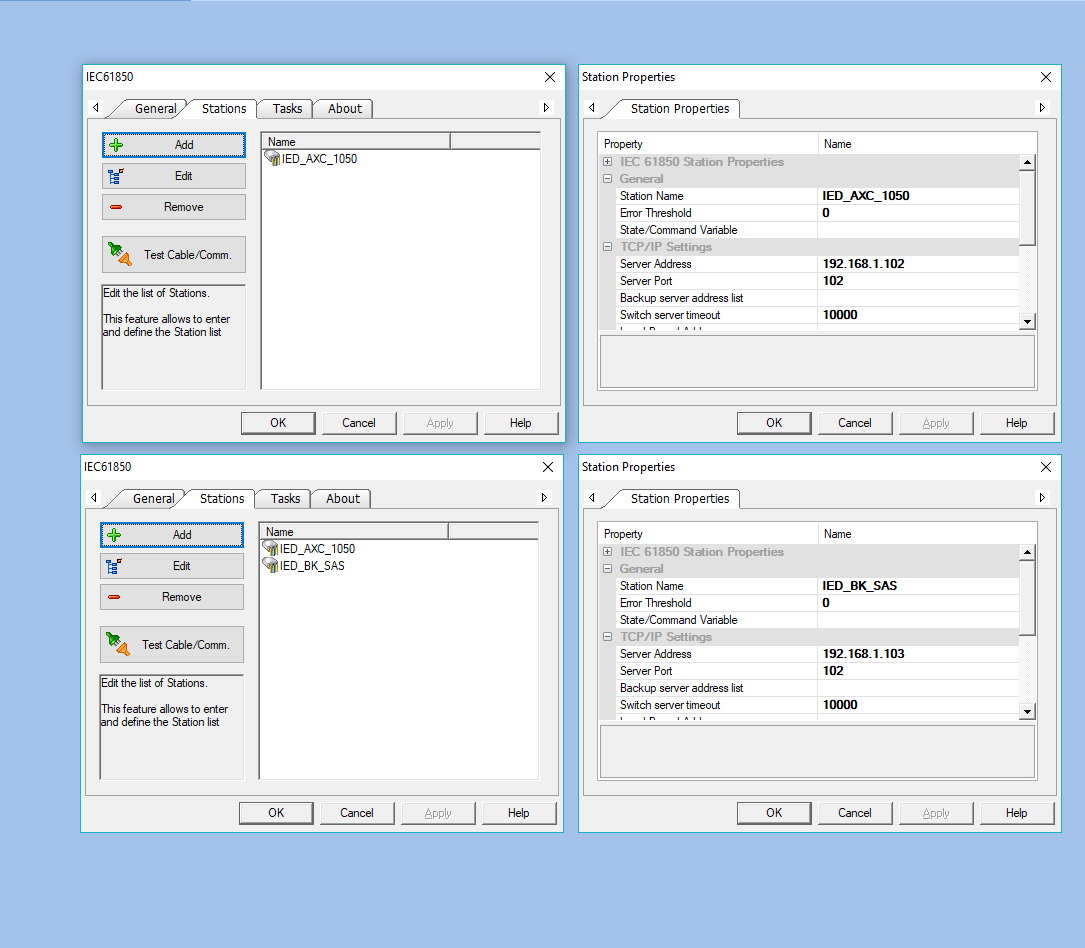 IEC61850
General Stations Tasks About
Add
Edit
Remove
Test Cable/Comm.
Edit the list of Stations.
This feature allows to enter
and define the Station list
Name
IED_AXC_1050
OK Cancel Apply Help
Station Properties
Station Properties
Property Name
IEC 61850 Station Properties
General
Station Name IED_AXC_1050
Error Threshold 0
State/Command Variable
TCP/IP Settings
Server Address 192.168.1.102
Server Port 102
Backup server address list
Switch server timeout 10000
OK Cancel Apply Help
IEC61850
General Stations Tasks About
Add
Edit
Remove
Test Cable/Comm.
Edit the list of Stations.
This feature allows to enter
and define the Station list
Name
IED_AXC_1050
IED_BK_SAS
OK Cancel Apply Help
Station Properties
Station Properties
Property Name
IEC 61850 Station Properties
General
Station Name IED_BK_SAS
Error Threshold 0
State/Command Variable
TCP/IP Settings
Server Address 192.168.1.103
Server Port 102
Backup server address list
Switch server timeout 10000
OK Cancel Apply Help